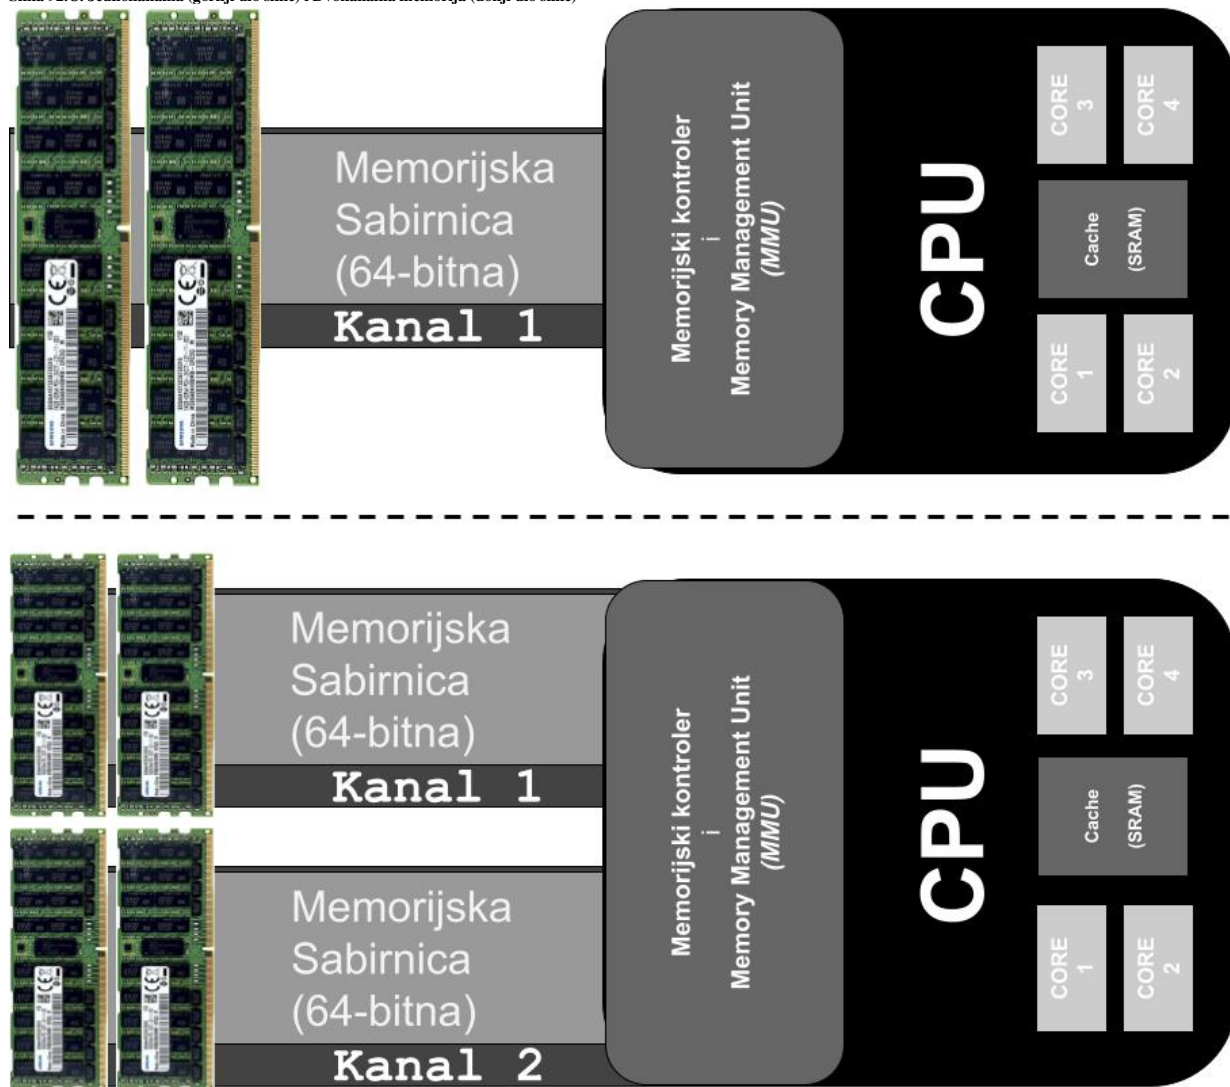 Memorijska
Sabirnica
(64-bitna)
Kanal 1
Memorijski kontroler
i
Memory Management Unit
(MMU)
CPU
CORE
3
CORE
4
Cache
(SRAM)
CORE
1
CORE
2
Memorijska
Sabirnica
(64-bitna)
Kanal 1
Memorijska
Sabirnica
(64-bitna)
Kanal 2
Memorijski kontroler
i
Memory Management Unit
(MMU)
CPU
CORE
3
CORE
4
Cache
(SRAM)
CORE
1
CORE
2